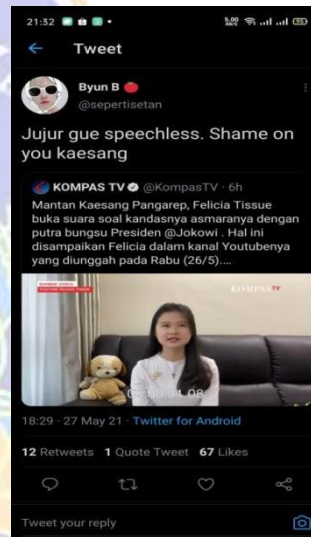 21:32
5.00 KB/S
Tweet
Byun B
@sepertisetan
Jujur gue speechless. Shame on
you kaesang
KOMPAS TV @KompasTV · 6h
Mantan Kaesang Pangarep, Felicia Tissue
buka suara soal kandasnya asmaranya dengan
putra bungsu Presiden @Jokowi . Hal ini
disampaikan Felicia dalam kanal Youtubenya
yang diunggah pada Rabu (26/5)....
KOMPAS TV
18:29 · 27 May 21 · Twitter for Android
12 Retweets 1 Quote Tweet 67 Likes
Tweet your reply